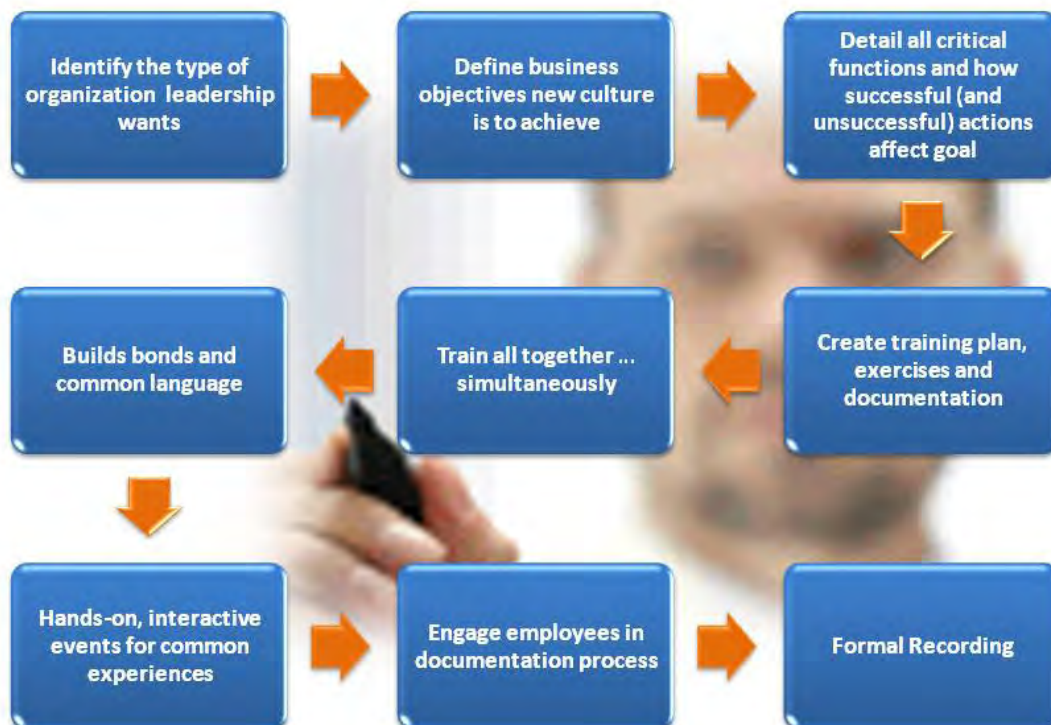 Identify the type of
organization leadership
wants
Define business
objectives new culture
is to achieve
Detail all critical
functions and how
successful (and
unsuccessful) actions
affect goal
Create training plan,
exercises and
documentation
Train all together ...
simultaneously
Builds bonds and
common language
Hands-on, interactive
events for common
experiences
Engage employees in
documentation process
Formal Recording